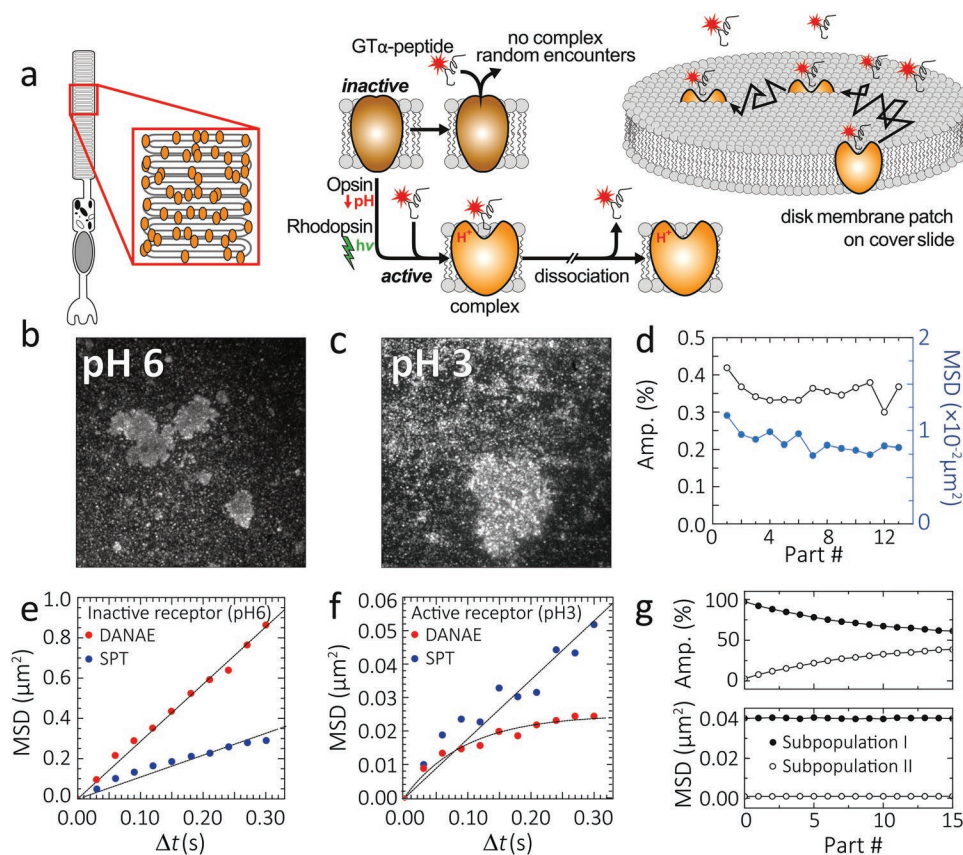 a
GTα-peptide
no complex
random encounters
inactive
Opsin
↓pH
Rhodopsin
hν
active
H+
complex
dissociation
H+
disk membrane patch
on cover slide
b
pH 6
c
pH 3
d
0.5
0.4
0.3
0.2
0.1
0.0
Amp. (%)
2
1
0
MSD (×10-2μm2)
4
8
12
Part #
e
Inactive receptor (pH6)
DANAE
SPT
1.0
0.8
0.6
0.4
0.2
0.0
MSD (μm2)
0.00
0.10
0.20
0.30
Δt (s)
f
Active receptor (pH3)
DANAE
SPT
0.06
0.05
0.04
0.03
0.02
0.01
0.00
MSD (μm2)
0.00
0.10
0.20
0.30
Δt (s)
g
100
50
0
Amp. (%)
0.04
0.00
MSD (μm2)
Subpopulation I
Subpopulation II
0
5
10
15
Part #